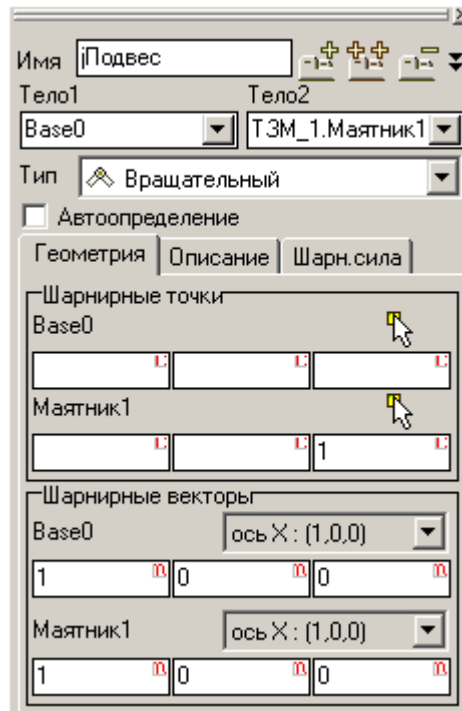 Имя jПодвес
Тело1 Тело2
Base0 ТЗМ_1.Маятник1
Тип Вращательный
Автоопределение
Геометрия Описание Шарн.сила
Шарнирные точки
Base0
C C C
Маятник1
C C 1 C
Шарнирные векторы
Base0 ось X : (1,0,0)
1 n 0 n 0 n
Маятник1 ось X : (1,0,0)
1 n 0 n 0 n